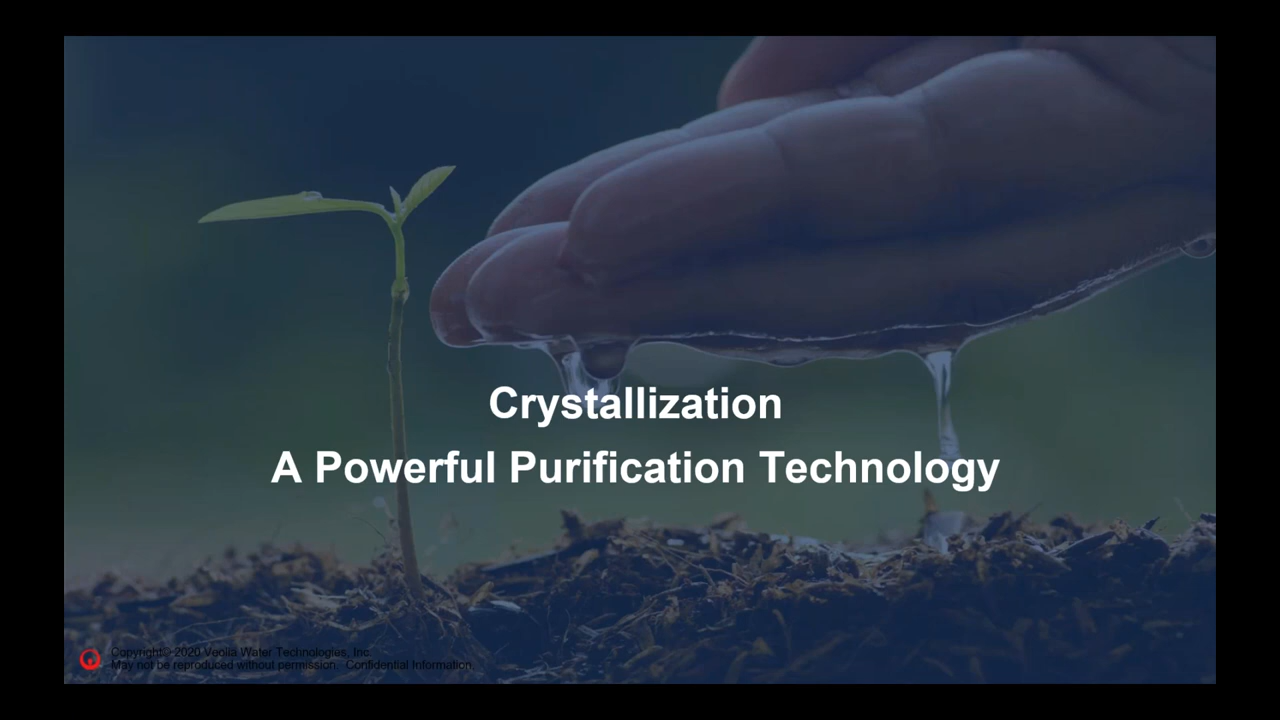 Crystallization
A Powerful Purification Technology
Copyright© 2020 Veolia Water Technologies, Inc.
May not be reproduced without permission. Confidential Information.